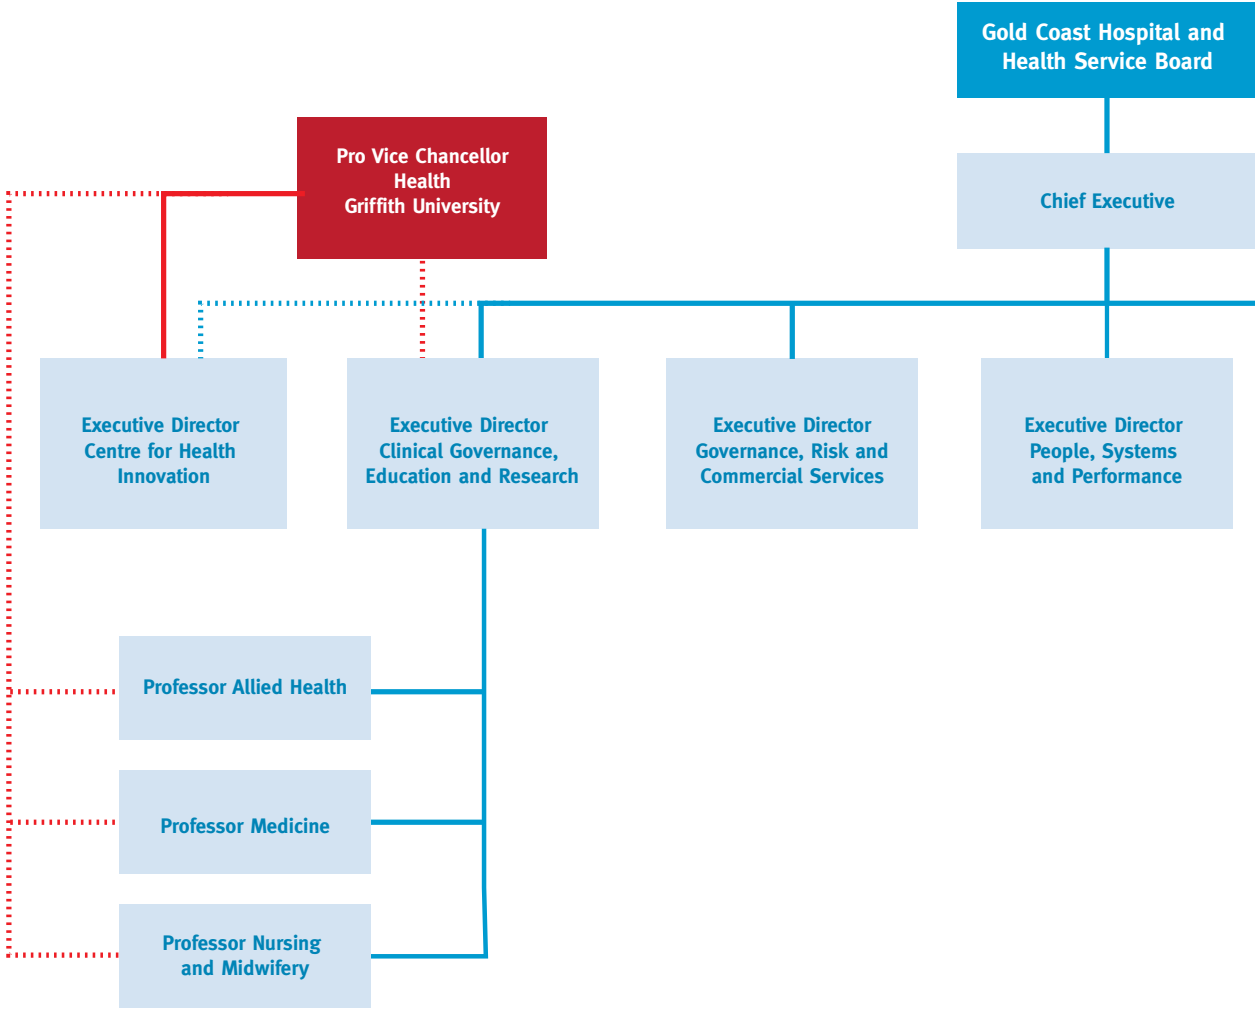 Gold Coast Hospital and
Health Service Board
Pro Vice Chancellor
Health
Griffith University
Chief Executive
Executive Director
Centre for Health
Innovation
Executive Director
Clinical Governance,
Education and Research
Executive Director
Governance, Risk and
Commercial Services
Executive Director
People, Systems
and Performance
Professor Allied Health
Professor Medicine
Professor Nursing
and Midwifery